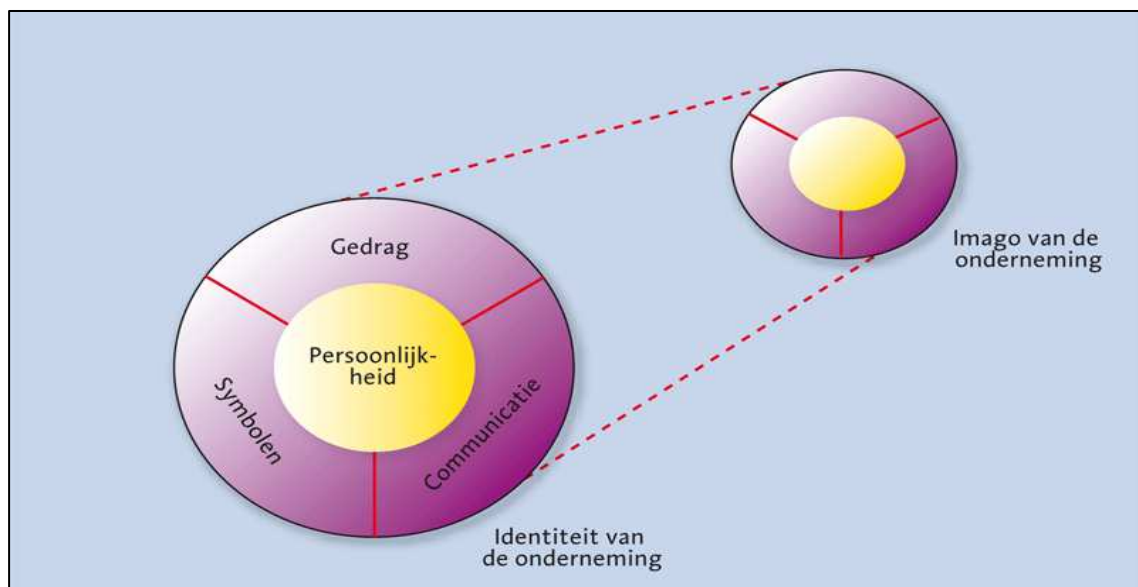 Gedrag
Persoonlijk-
heid
Symbolen
Communicatie
Identiteit van
de onderneming
Imago van de
onderneming